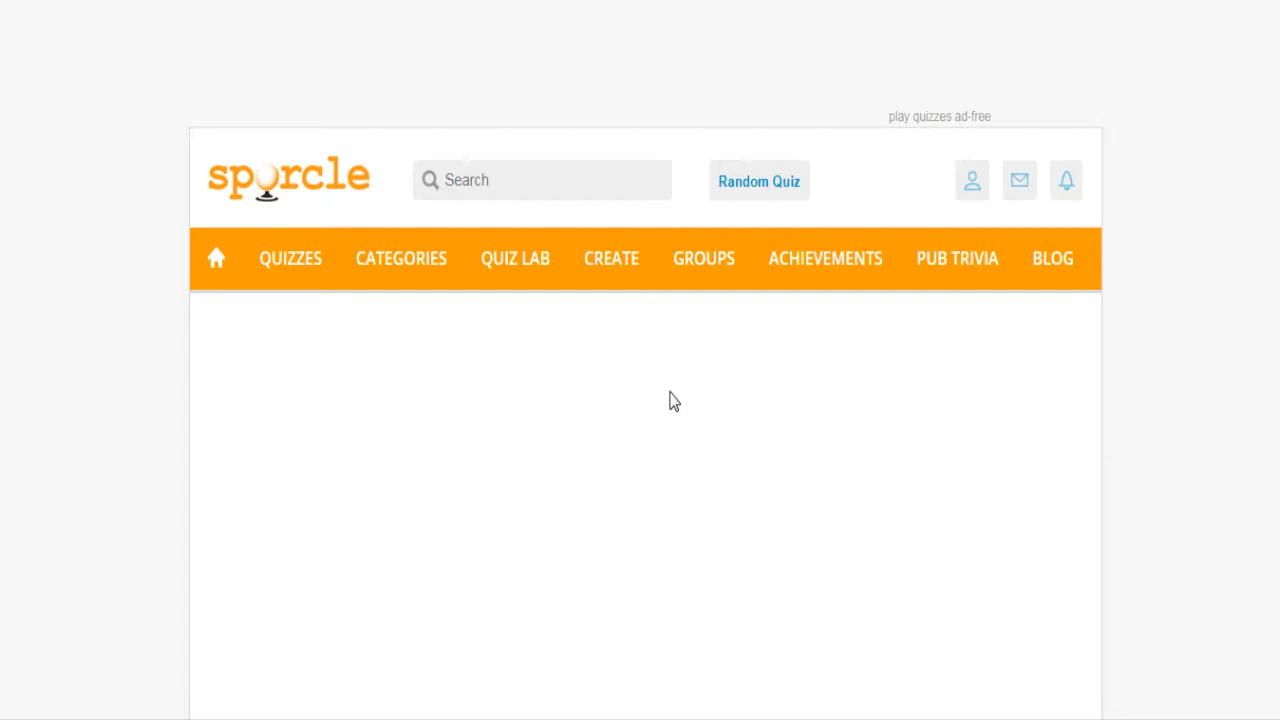 play quizzes ad-free
sporcle
Search
Random Quiz
QUIZZES CATEGORIES QUIZ LAB CREATE GROUPS ACHIEVEMENTS PUB TRIVIA BLOG